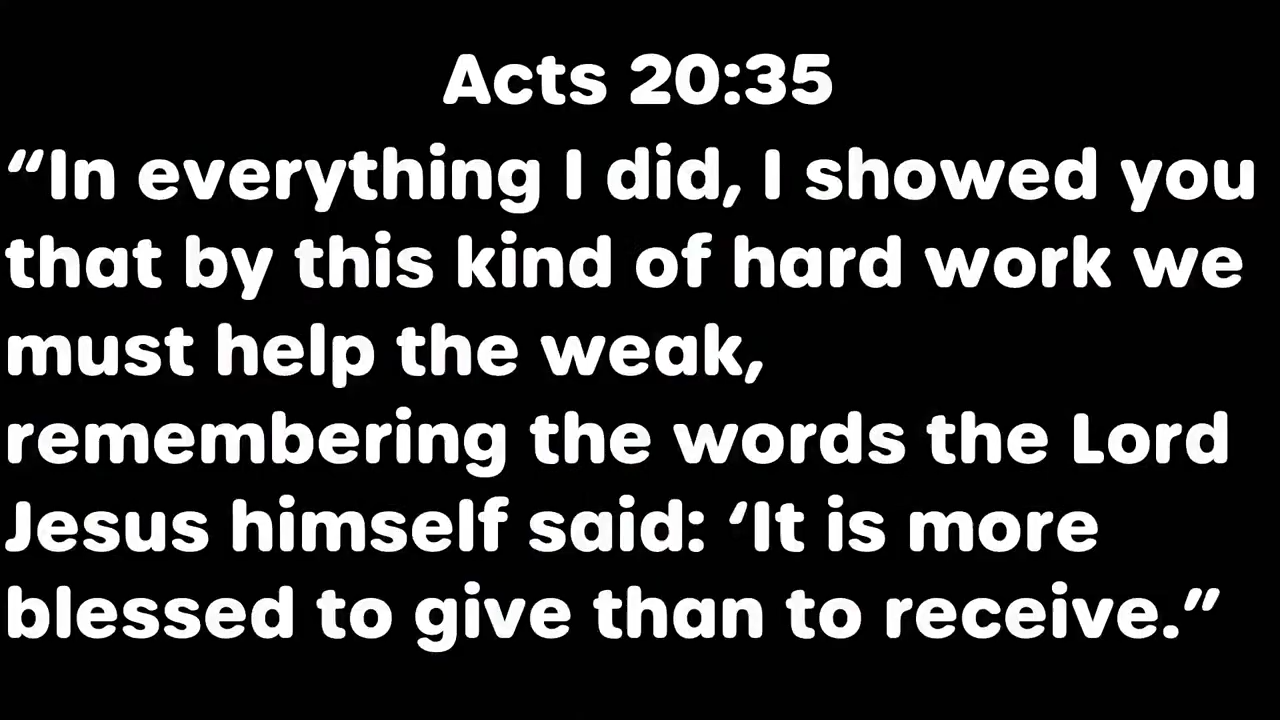 Acts 20:35
“In everything I did, I showed you
that by this kind of hard work we
must help the weak,
remembering the words the Lord
Jesus himself said: ‘It is more
blessed to give than to receive.”